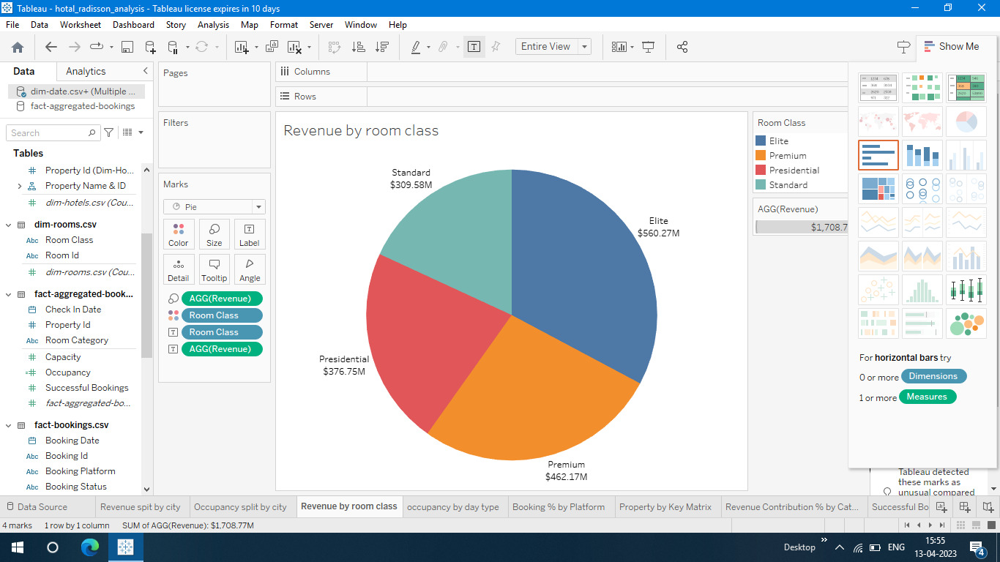 Tableau - hotal_radisson_analysis - Tableau license expires in 10 days
File Data Worksheet Dashboard Story Analysis Map Format Server Window Help
Entire View
Show Me
Data Analytics
dim-date.csv+ (Multiple ...
fact-aggregated-bookings
Search
Tables
Property Id (Dim-Ho...
Property Name & ID
dim-hotels.csv (Cou...
dim-rooms.csv
Abc Room Class
Abc Room Id
dim-rooms.csv (Cou...
fact-aggregated-book...
Check In Date
Property Id
Abc Room Category
Capacity
Occupancy
Successful Bookings
fact-aggregated-bo...
fact-bookings.csv
Booking Date
Abc Booking Id
Abc Booking Platform
Abc Booking Status
Pages
Filters
Marks
Pie
Color Size Label
Detail Tooltip Angle
AGG(Revenue)
Room Class
Room Class
AGG(Revenue)
Columns
Rows
Revenue by room class
Standard
$309.58M
Elite
$560.27M
Presidential
$376.75M
Premium
$462.17M
Room Class
Elite
Premium
Presidential
Standard
AGG(Revenue)
$1,708.7
For horizontal bars try
0 or more Dimensions
1 or more Measures
Tableau detected
these marks as
unusual compared
Data Source Revenue spit by city Occupancy split by city Revenue by room class occupancy by day type Booking % by Platform Property by Key Matrix Revenue Contribution % by Cat... Successful Bo
4 marks 1 row by 1 column SUM of AGG(Revenue): $1,708.77M
Desktop ENG 15:55
13-04-2023 4